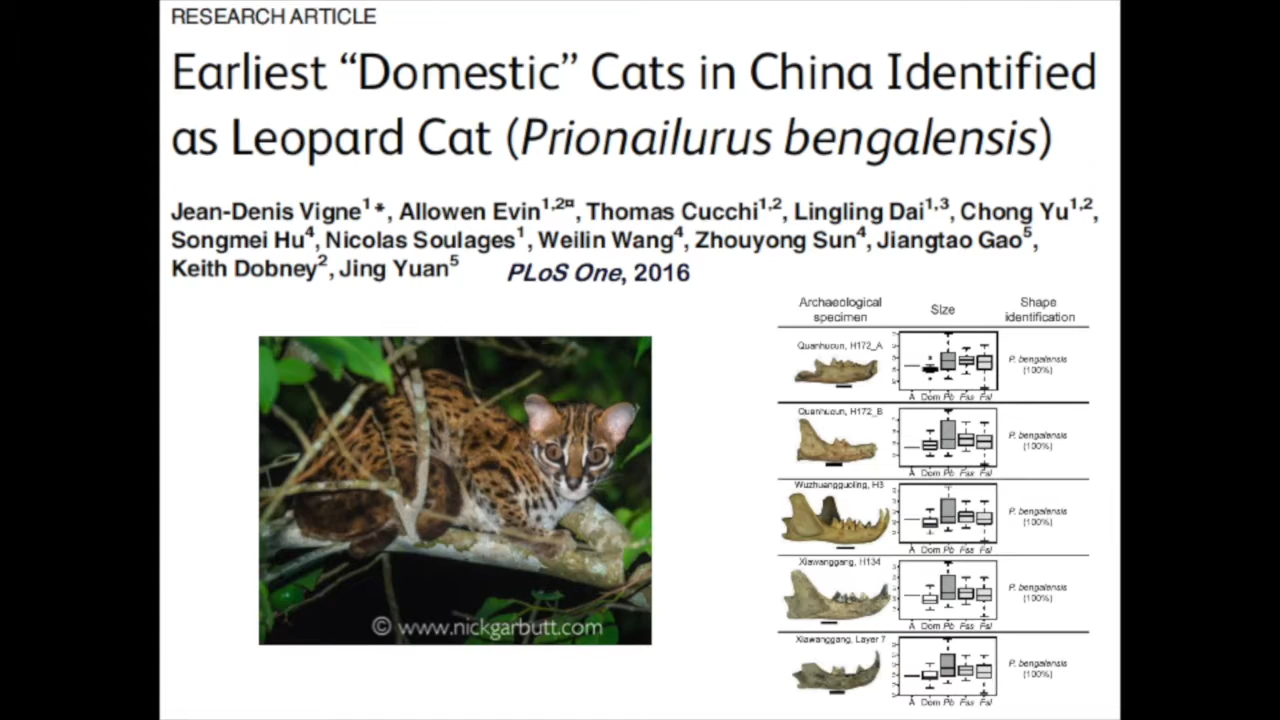 RESEARCH ARTICLE
Earliest “Domestic” Cats in China Identified
as Leopard Cat (Prionailurus bengalensis)
Jean-Denis Vigne1*, Allowen Evin1,2¤, Thomas Cucchi1,2, Lingling Dai1,3, Chong Yu1,2,
Songmei Hu4, Nicolas Soulages1, Weilin Wang4, Zhouyong Sun4, Jiangtao Gao5,
Keith Dobney2, Jing Yuan5
PLoS One, 2016
© www.nickgarbutt.com
Archaeological specimen
Size
Shape identification
Quanhucun, H172_A
P. bengalensis
(100%)
A Dom Pb Fss Fsl
Quanhucun, H172_B
P. bengalensis
(100%)
A Dom Pb Fss Fsl
Wuzhuangguoling, H3
P. bengalensis
(100%)
A Dom Pb Fss Fsl
Xiawanggang, H134
P. bengalensis
(100%)
A Dom Pb Fss Fsl
Xiawanggang, Layer 7
P. bengalensis
(100%)
A Dom Pb Fss Fsl